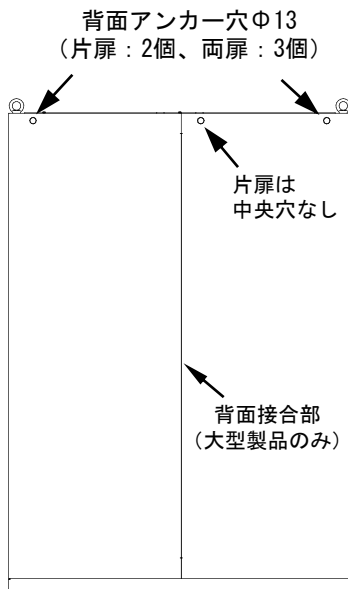 背面アンカー穴Φ13
（片扉：2個、両扉：3個）
片扉は
中央穴なし
背面接合部
（大型製品のみ）